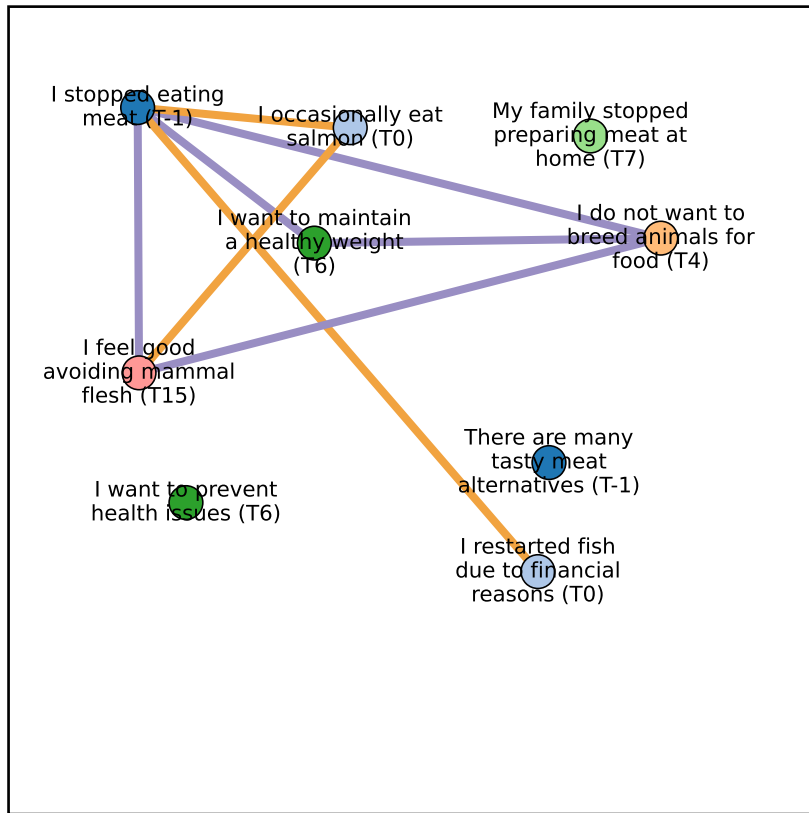 I stopped eating
meat (T-1)
I occasionally eat
salmon (T0)
My family stopped
preparing meat at
home (T7)
I want to maintain
a healthy weight
(T6)
I do not want to
breed animals for
food (T4)
I feel good
avoiding mammal
flesh (T15)
There are many
tasty meat
alternatives (T-1)
I want to prevent
health issues (T6)
I restarted fish
due to financial
reasons (T0)